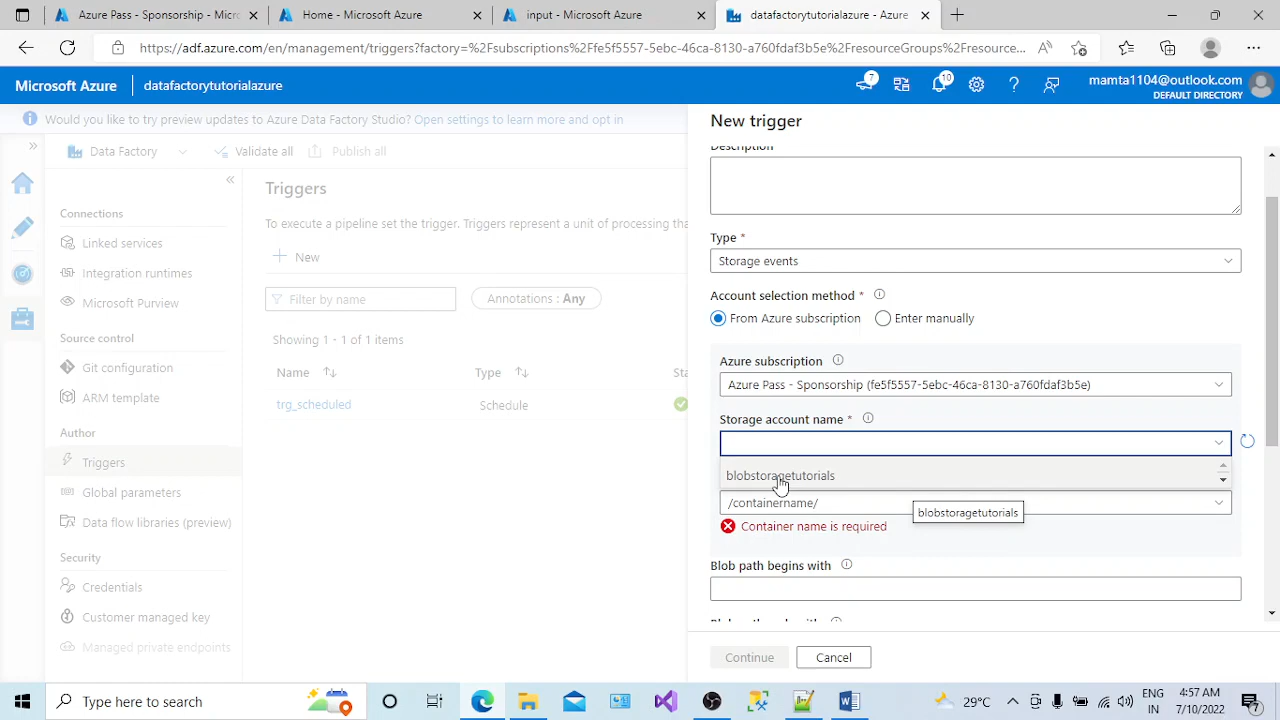 Pass Sponsorship - Micr
Home - Microsoft Azure
input - Microsoft Azure
datafactorytutorialazure - Azure
https://adf.azure.com/en/management/triggers?factory=%2Fsubscriptions%2Ffe5f5557-5ebc-46ca-8130-a760fdaf3b5e%2FresourceGroups%2Fresource...
Microsoft Azure
datafactorytutorialazure
7
10
mamta1104@outlook.com
DEFAULT DIRECTORY
Would you like to try preview updates to Azure Data Factory Studio? Open settings to learn more and opt in
Data Factory
Validate all
Publish all
Connections
Linked services
Integration runtimes
Microsoft Purview
Source control
Git configuration
ARM template
Author
Triggers
Global parameters
Data flow libraries (preview)
Security
Credentials
Customer managed key
Managed private endpoints
Triggers
To execute a pipeline set the trigger. Triggers represent a unit of processing tha
New
Filter by name
Annotations : Any
Showing 1 - 1 of 1 items
Name
Type
Sta
trg_scheduled
Schedule
New trigger
Description
Type *
Storage events
Account selection method *
From Azure subscription
Enter manually
Azure subscription
Azure Pass - Sponsorship (fe5f5557-5ebc-46ca-8130-a760fdaf3b5e)
Storage account name *
blobstoragetutorials
/containername/
blobstoragetutorials
Container name is required
Blob path begins with
Continue
Cancel
Type here to search
29°C
ENG
IN
4:57 AM
7/10/2022
7